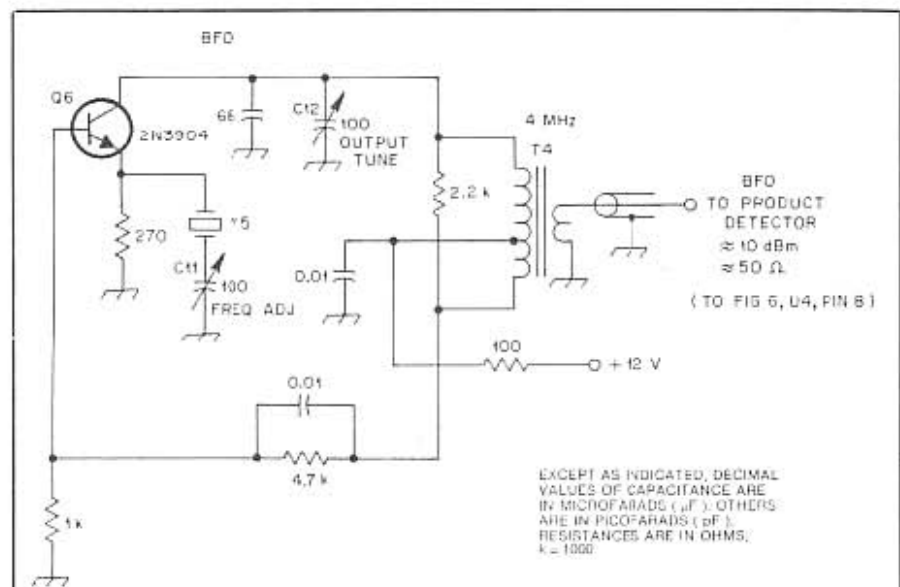 BFO
Q6
2N3904
C12
100
OUTPUT
TUNE
4 MHz
T4
2.2 k
BFO
TO PRODUCT
DETECTOR
≈ 10 dBm
≈ 50 Ω
(TO FIG 6, U4, PIN 8)
270
Y5
C11
100
FREQ ADJ
0.01
100
+12 V
0.01
4.7 k
1 k
EXCEPT AS INDICATED, DECIMAL
VALUES OF CAPACITANCE ARE
IN MICROFARADS (µF); OTHERS
ARE IN PICOFARADS (pF);
RESISTANCES ARE IN OHMS;
k = 1000